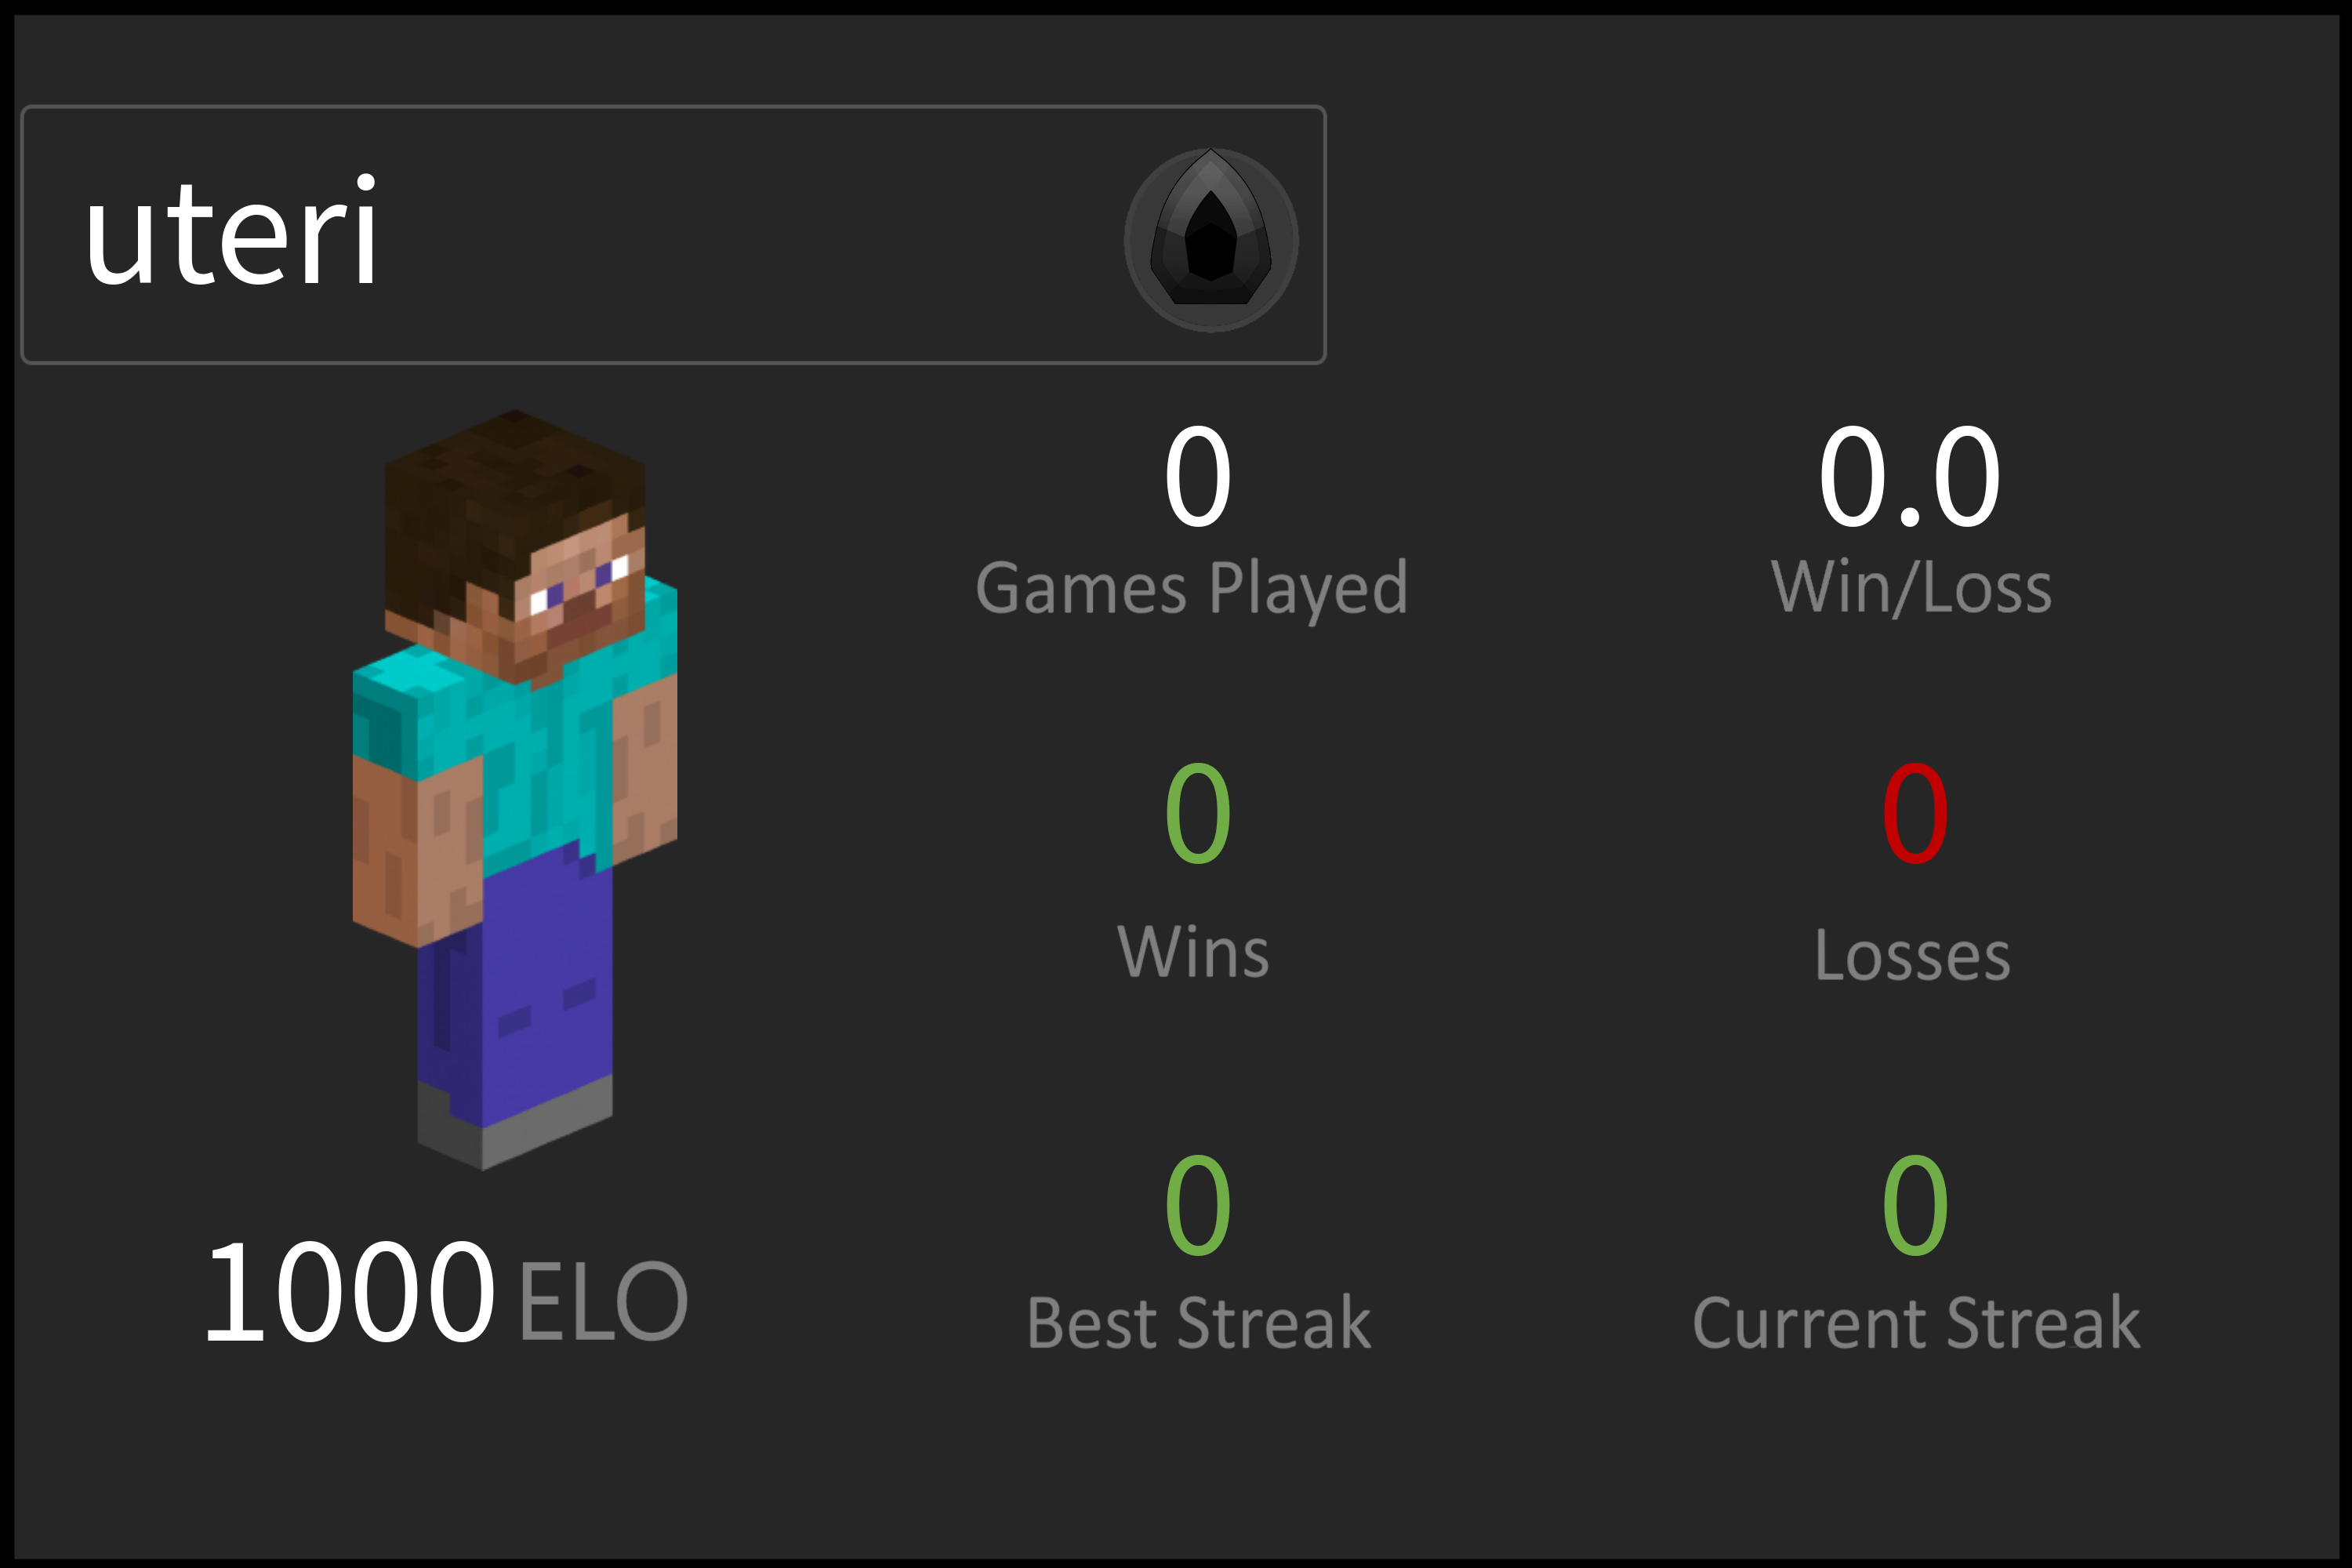 uteri
0
Games Played
0.0
Win/Loss
0
Wins
0
Losses
1000 ELO
0
Best Streak
0
Current Streak